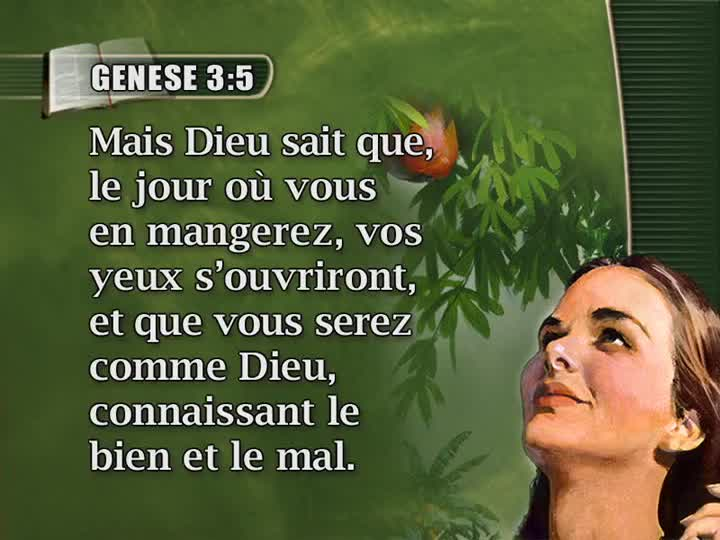 GENESE 3:5
Mais Dieu sait que,
le jour où vous
en mangerez, vos
yeux s’ouvriront,
et que vous serez
comme Dieu,
connaissant le
bien et le mal.